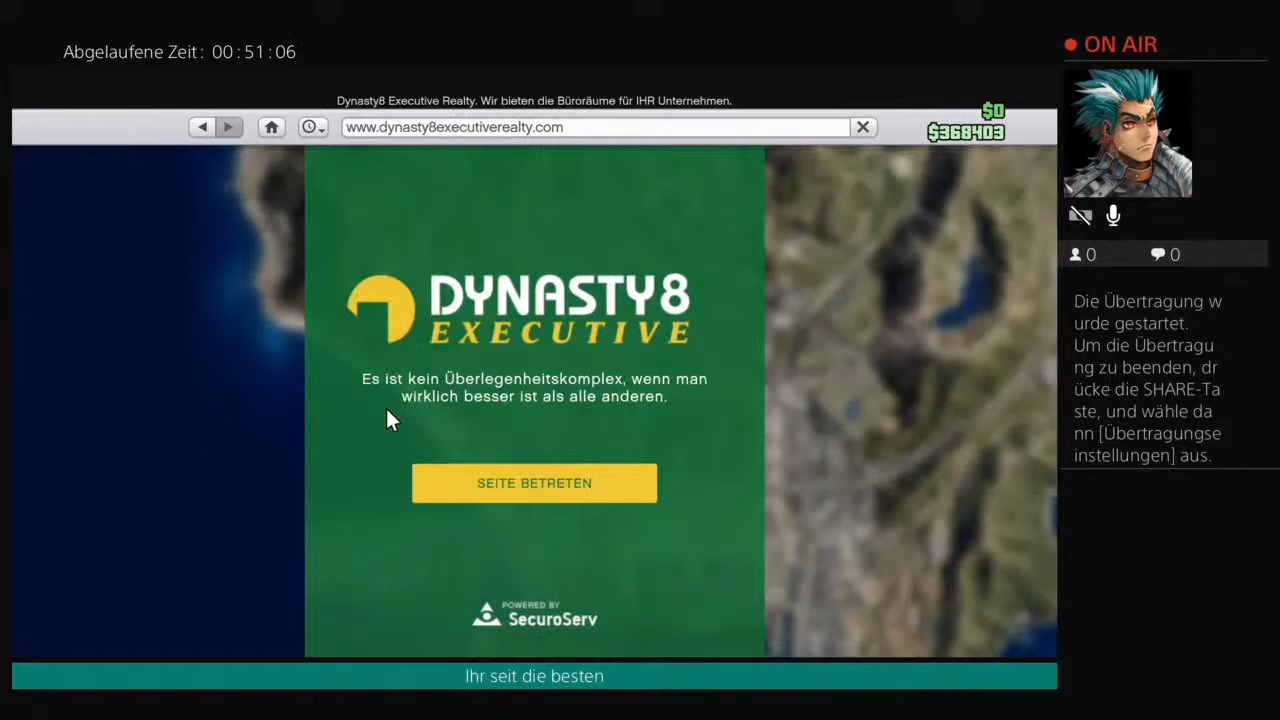 Abgelaufene Zeit: 00:51:06
ON AIR
Dynasty8 Executive Realty. Wir bieten die Büroräume für IHR Unternehmen.
www.dynasty8executiverealty.com
$0
$368403
DYNASTY8
EXECUTIVE
Es ist kein Überlegenheitskomplex, wenn man
wirklich besser ist als alle anderen.
SEITE BETRETEN
POWERED BY
SecuroServ
Ihr seit die besten
0
0
Die Übertragung w
urde gestartet.
Um die Übertragu
ng zu beenden, dr
ücke die SHARE-Ta
ste, und wähle da
nn [Übertragungse
instellungen] aus.